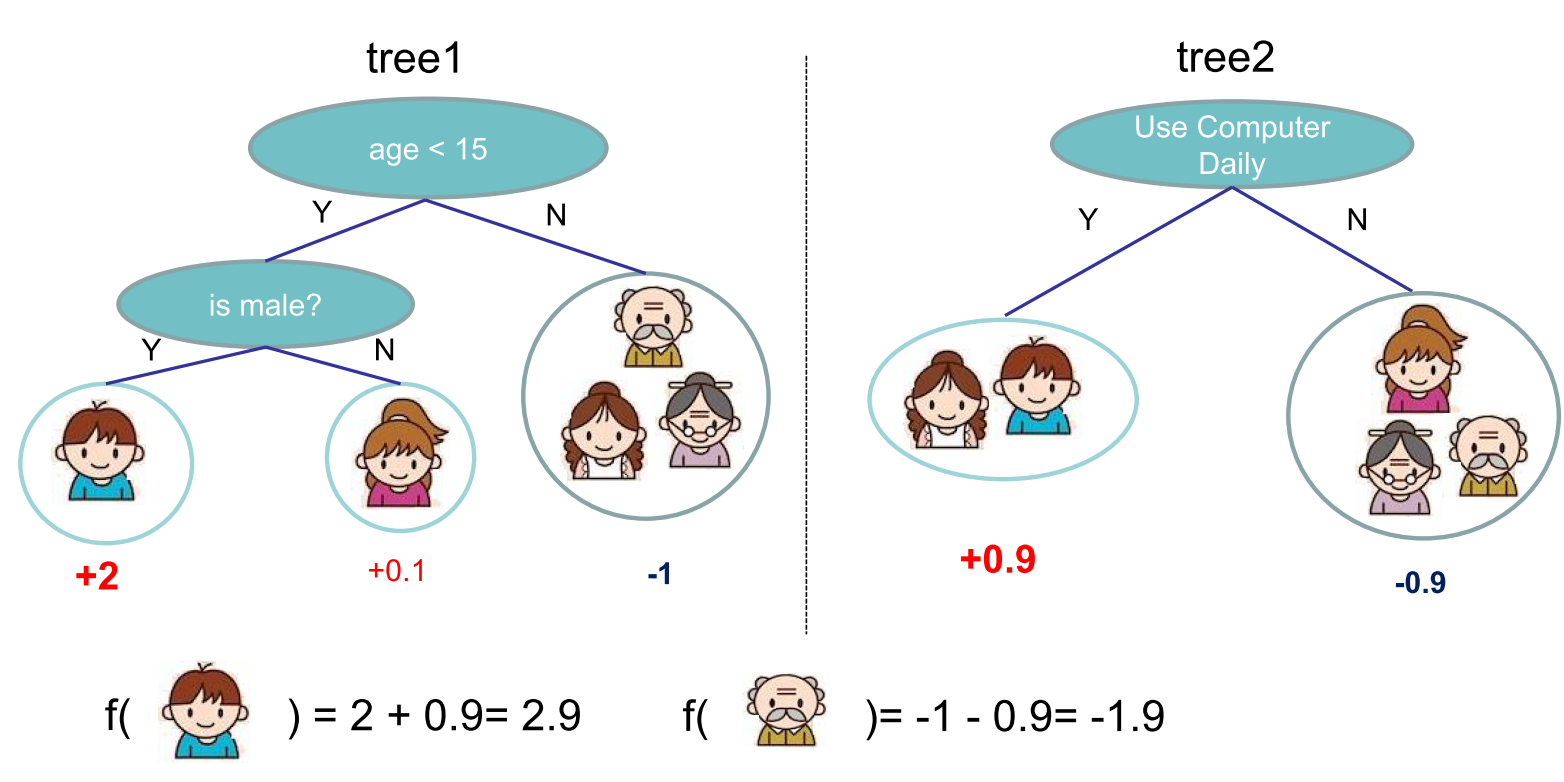 tree1
age < 15
Y
N
is male?
Y
N
+2
+0.1
-1
tree2
Use Computer
Daily
Y
N
+0.9
-0.9
f( ) = 2 + 0.9= 2.9
f( )= -1 - 0.9= -1.9